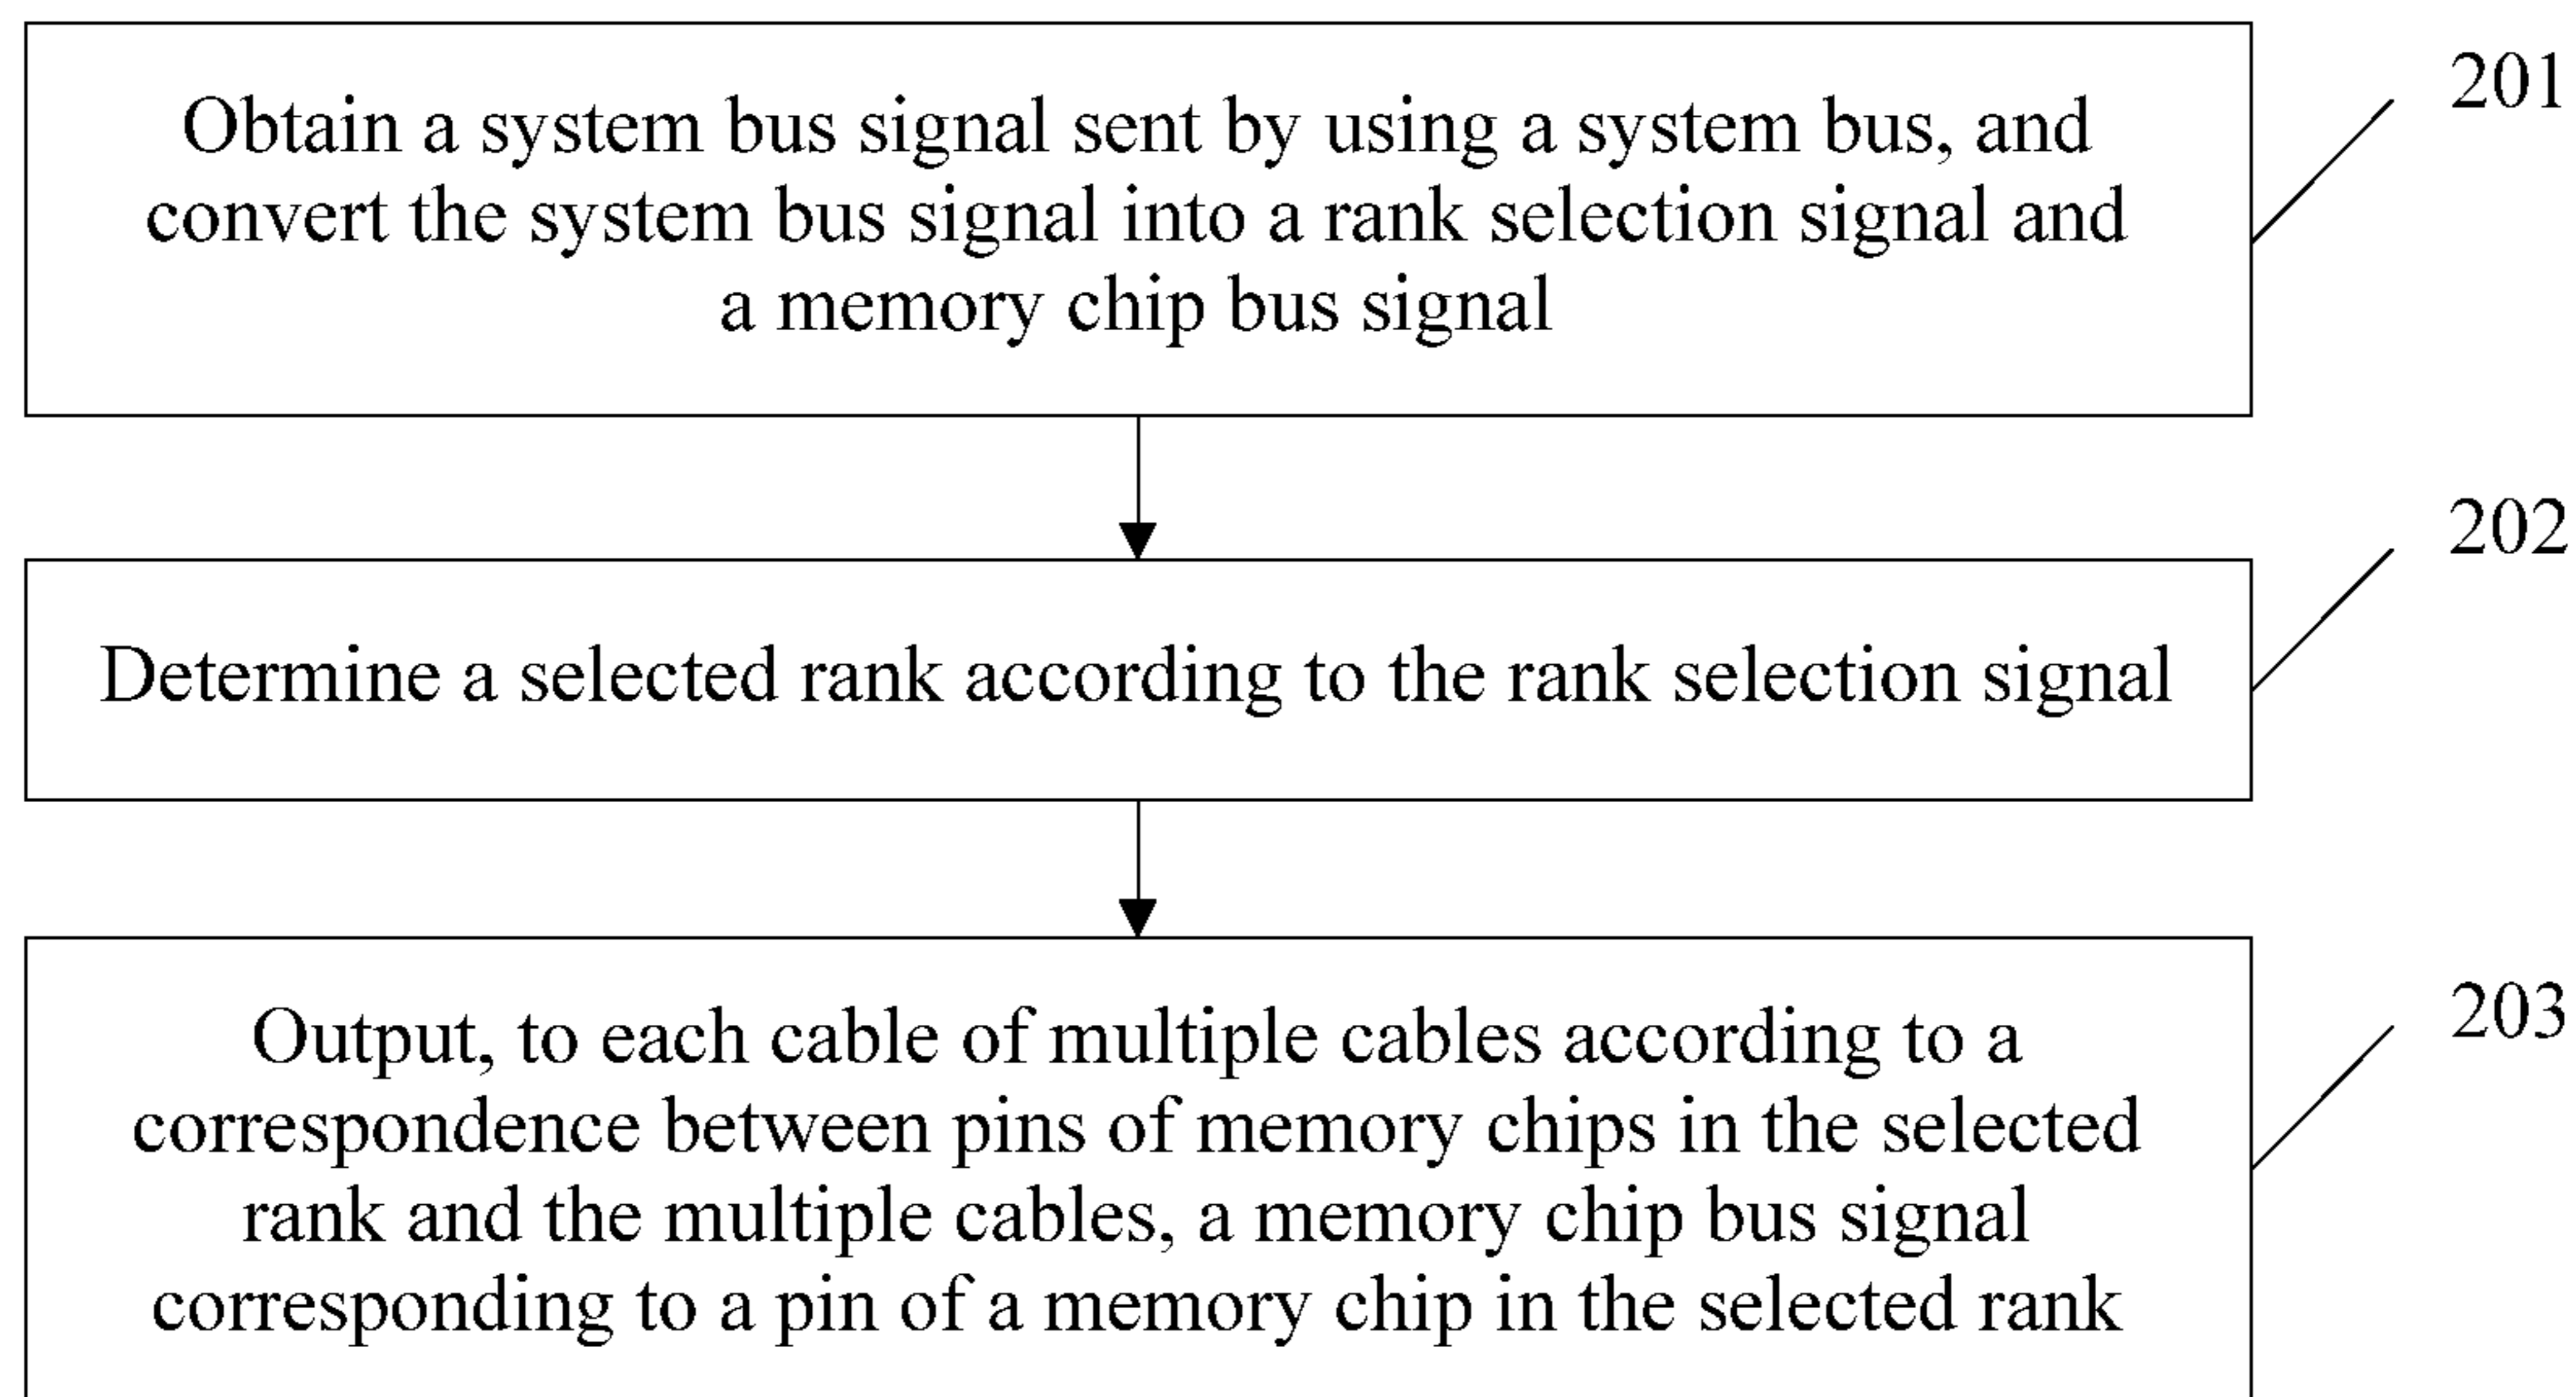 Obtain a system bus signal sent by using a system bus, and
convert the system bus signal into a rank selection signal and
a memory chip bus signal
201
Determine a selected rank according to the rank selection signal
202
Output, to each cable of multiple cables according to a
correspondence between pins of memory chips in the selected
rank and the multiple cables, a memory chip bus signal
corresponding to a pin of a memory chip in the selected rank
203